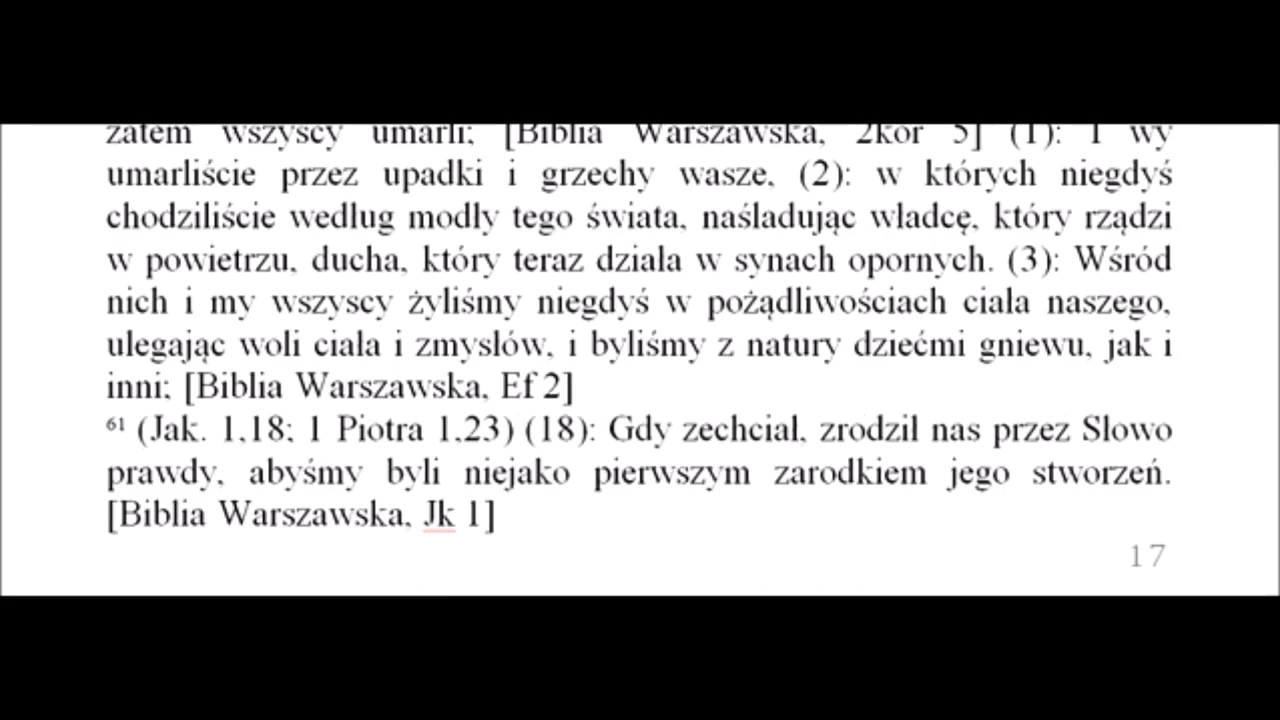 zatem wszyscy umarli; [Biblia Warszawska, 2kor 5] (1): I wy
umarliście przez upadki i grzechy wasze, (2): w których niegdyś
chodziliście według modły tego świata, naśladując władcę, który rządzi
w powietrzu, ducha, który teraz działa w synach opornych. (3): Wśród
nich i my wszyscy żyliśmy niegdyś w pożądliwościach ciała naszego,
ulegając woli ciała i zmysłów, i byliśmy z natury dziećmi gniewu, jak i
inni; [Biblia Warszawska, Ef 2]
61 (Jak. 1,18; 1 Piotra 1,23) (18): Gdy zechciał, zrodził nas przez Słowo
prawdy, abyśmy byli niejako pierwszym zarodkiem jego stworzeń.
[Biblia Warszawska, Jk 1]
17